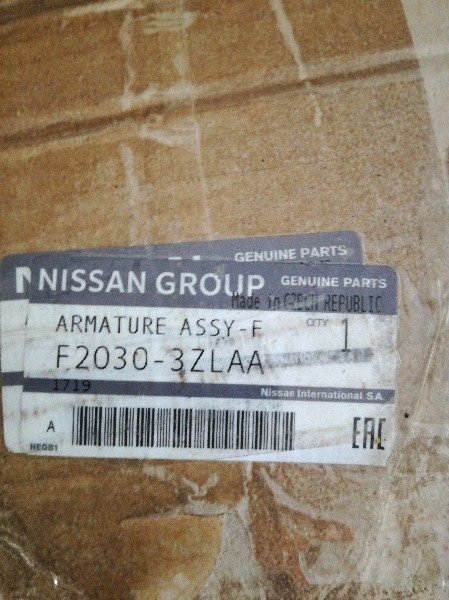 GENUINE PARTS
NISSAN GROUP GENUINE PARTS
Made in CZECH REPUBLIC
ARMATURE ASSY-F QTY 1
F2030-3ZLAA
1719
Nissan International S.A.
A
EAC
NEGB1